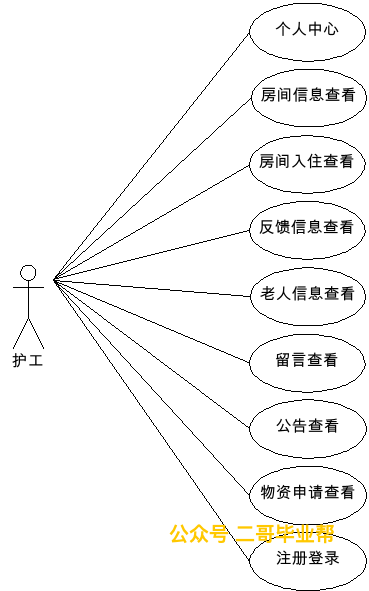 个人中心
房间信息查看
房间入住查看
反馈信息查看
老人信息查看
护工
留言查看
公告查看
物资申请查看
公众号 二哥毕业帮
注册登录